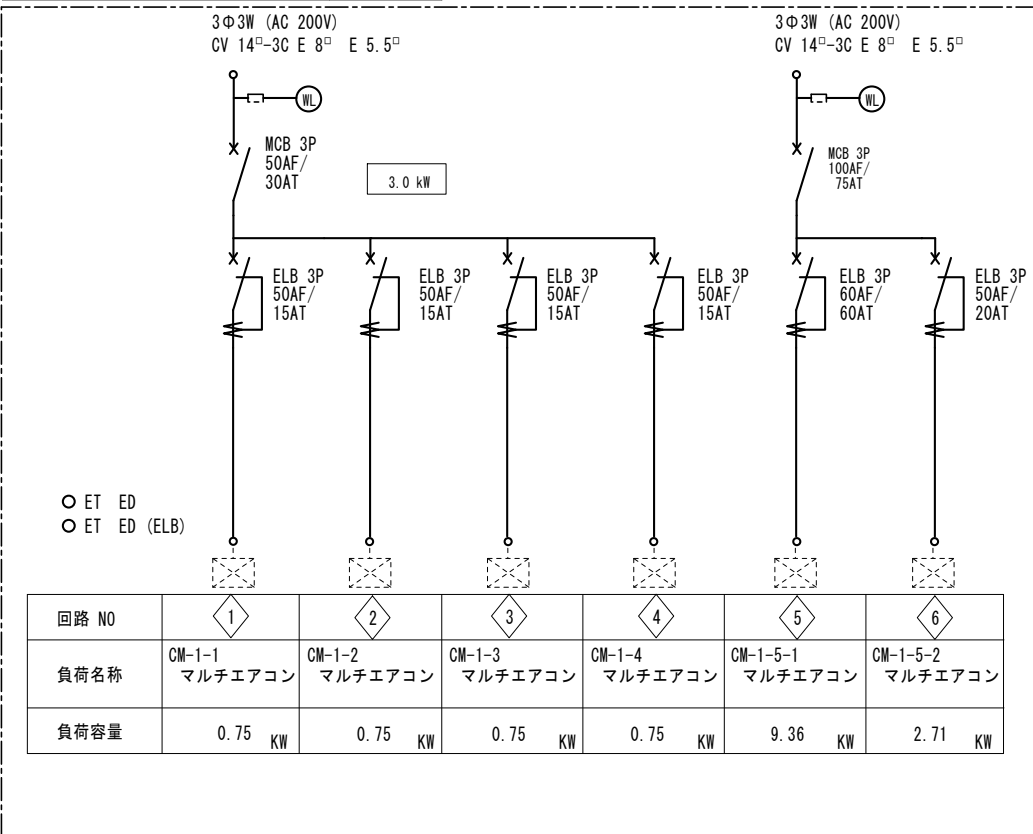 3Φ3W (AC 200V)
CV 14□-3C E 8□ E 5.5□
WL
MCB 3P
50AF/
30AT
3.0 kW
ELB 3P
50AF/
15AT
ELB 3P
50AF/
15AT
ELB 3P
50AF/
15AT
ELB 3P
50AF/
15AT
3Φ3W (AC 200V)
CV 14□-3C E 8□ E 5.5□
WL
MCB 3P
100AF/
75AT
ELB 3P
60AF/
60AT
ELB 3P
50AF/
20AT
ET ED
ET ED (ELB)
回路 NO 1 2 3 4 5 6
負荷名称
CM-1-1
マルチエアコン
CM-1-2
マルチエアコン
CM-1-3
マルチエアコン
CM-1-4
マルチエアコン
CM-1-5-1
マルチエアコン
CM-1-5-2
マルチエアコン
負荷容量 0.75 KW 0.75 KW 0.75 KW 0.75 KW 9.36 KW 2.71 KW